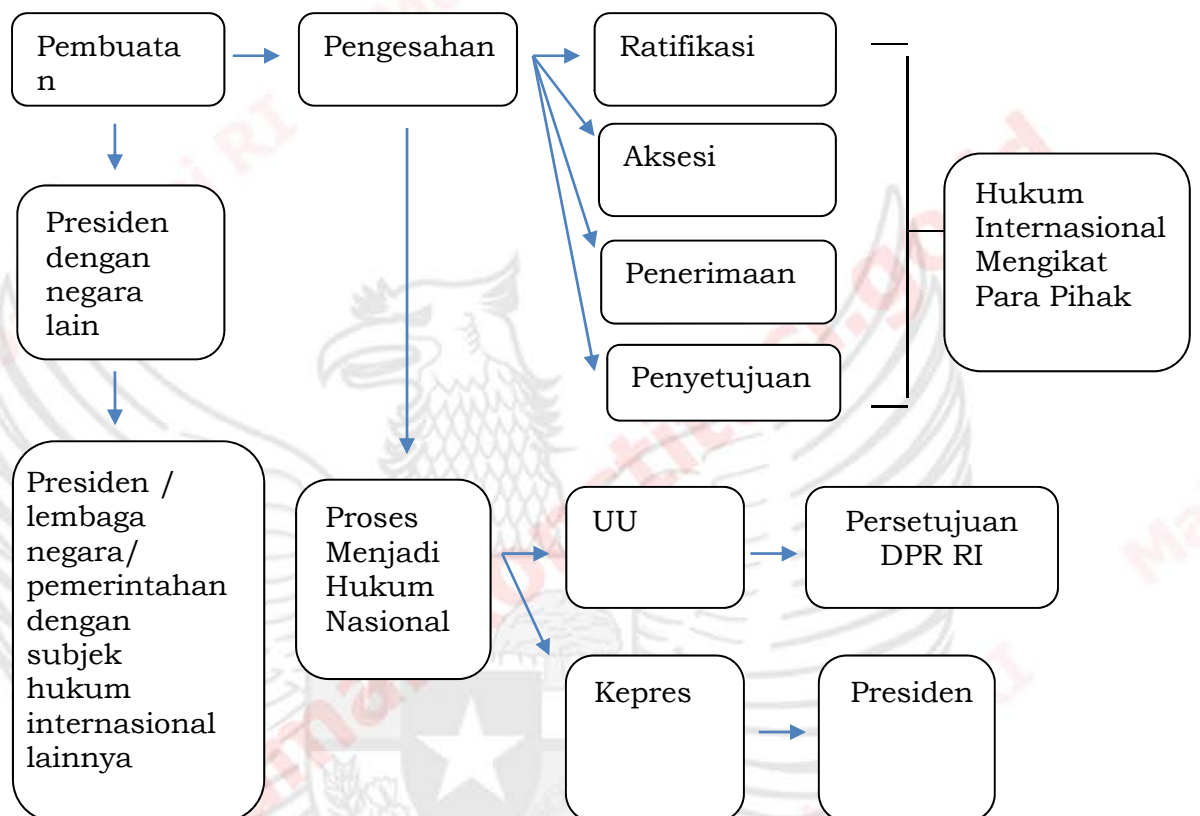 Pembuata
n
Pengesahan
Ratifikasi
Aksesi
Penerimaan
Penyetujuan
Hukum
Internasional
Mengikat
Para Pihak
Presiden
dengan
negara
lain
Presiden /
lembaga
negara/
pemerintahan
dengan
subjek
hukum
internasional
lainnya
Proses
Menjadi
Hukum
Nasional
UU
Persetujuan
DPR RI
Kepres
Presiden